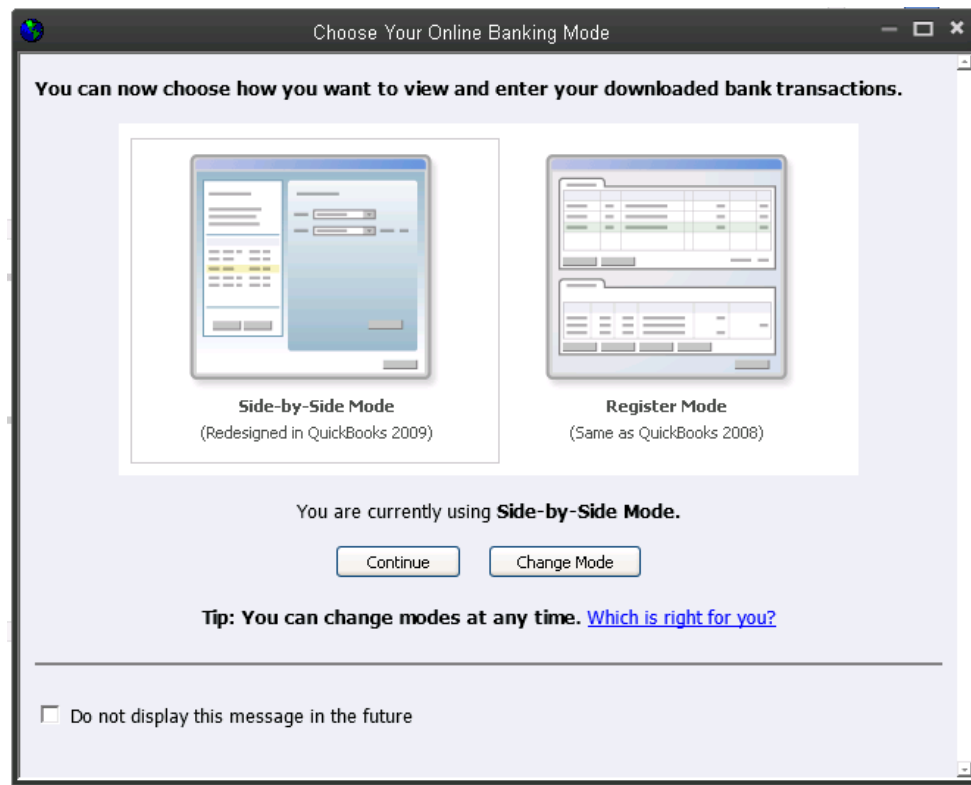 Choose Your Online Banking Mode
You can now choose how you want to view and enter your downloaded bank transactions.
Side-by-Side Mode
(Redesigned in QuickBooks 2009)
Register Mode
(Same as QuickBooks 2008)
You are currently using Side-by-Side Mode.
Continue
Change Mode
Tip: You can change modes at any time. Which is right for you?
Do not display this message in the future